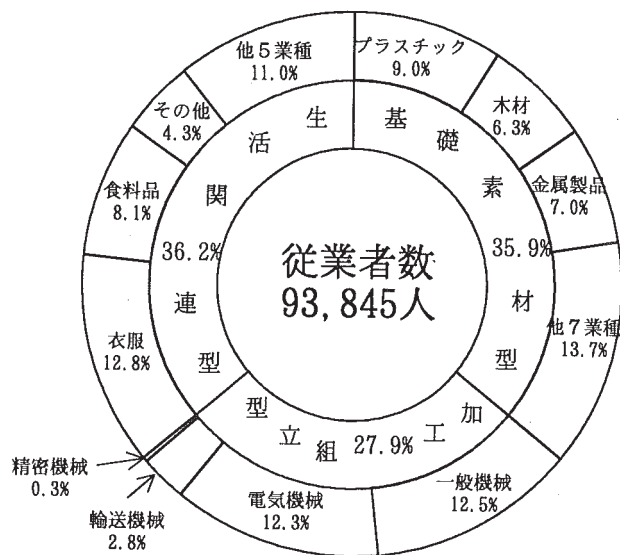 プラスチック
9.0%
木材
6.3%
金属製品
7.0%
他7業種
13.7%
一般機械
12.5%
電気機械
12.3%
輸送機械
2.8%
精密機械
0.3%
衣服
12.8%
食料品
8.1%
その他
4.3%
他5業種
11.0%
基礎素材型
35.9%
加工組立型
27.9%
生活関連型
36.2%
従業者数
93,845人